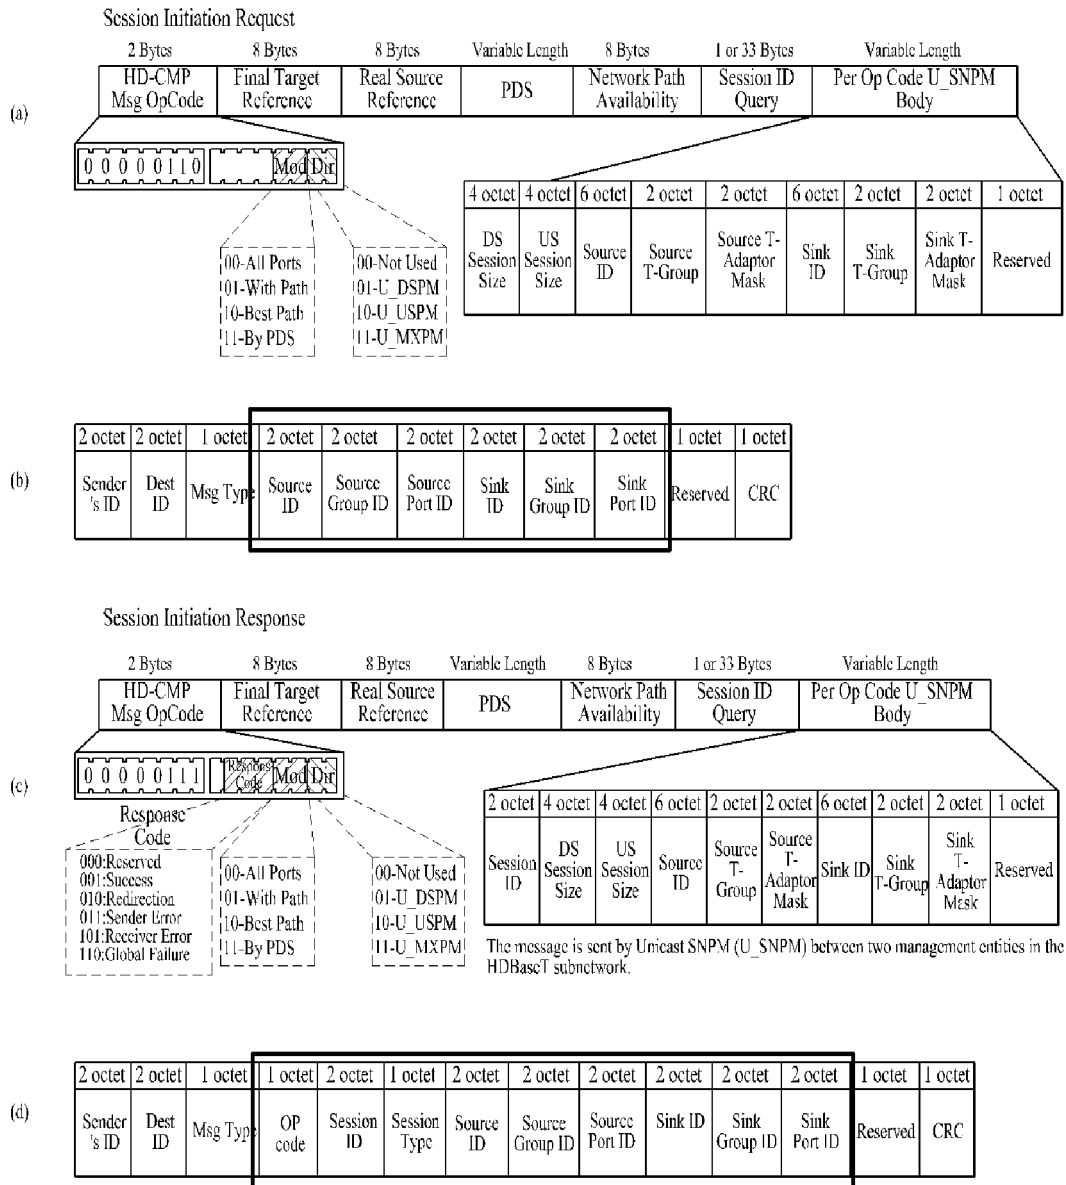 Session Initiation Request
2 Bytes 8 Bytes 8 Bytes Variable Length 8 Bytes 1 or 33 Bytes Variable Length
(a)
HD-CMP Msg OpCode Final Target Reference Real Source Reference PDS Network Path Availability Session ID Query Per Op Code U_SNPM Body
0 0 0 0 0 1 1 0 Mod Dir
00-All Ports
01-With Path
10-Best Path
11-By PDS
00-Not Used
01-U_DSPM
10-U_USPM
11-U_MXPM
4 octet 4 octet 6 octet 2 octet 2 octet 6 octet 2 octet 2 octet 1 octet
DS Session Size US Session Size Source ID Source T-Group Source T-Adaptor Mask Sink ID Sink T-Group Sink T-Adaptor Mask Reserved
(b)
2 octet 2 octet 1 octet 2 octet 2 octet 2 octet 2 octet 2 octet 2 octet 1 octet 1 octet
Sender 's ID Dest ID Msg Type Source ID Source Group ID Source Port ID Sink ID Sink Group ID Sink Port ID Reserved CRC
Session Initiation Response
2 Bytes 8 Bytes 8 Bytes Variable Length 8 Bytes 1 or 33 Bytes Variable Length
(c)
HD-CMP Msg OpCode Final Target Reference Real Source Reference PDS Network Path Availability Session ID Query Per Op Code U_SNPM Body
0 0 0 0 0 1 1 1 Respons Code Mod Dir
Response Code
000:Reserved
001:Success
010:Redirection
011:Sender Error
101:Receiver Error
110:Global Failure
00-All Ports
01-With Path
10-Best Path
11-By PDS
00-Not Used
01-U_DSPM
10-U_USPM
11-U_MXPM
2 octet 4 octet 4 octet 6 octet 2 octet 2 octet 6 octet 2 octet 2 octet 1 octet
Session ID DS Session Size US Session Size Source ID Source T-Group Source T-Adaptor Mask Sink ID Sink T-Group Sink T-Adaptor Mask Reserved
The message is sent by Unicast SNPM (U_SNPM) between two management entities in the
HDBaseT subnetwork.
(d)
2 octet 2 octet 1 octet 1 octet 2 octet 1 octet 2 octet 2 octet 2 octet 2 octet 2 octet 2 octet 1 octet 1 octet
Sender 's ID Dest ID Msg Type OP code Session ID Session Type Source ID Source Group ID Source Port ID Sink ID Sink Group ID Sink Port ID Reserved CRC